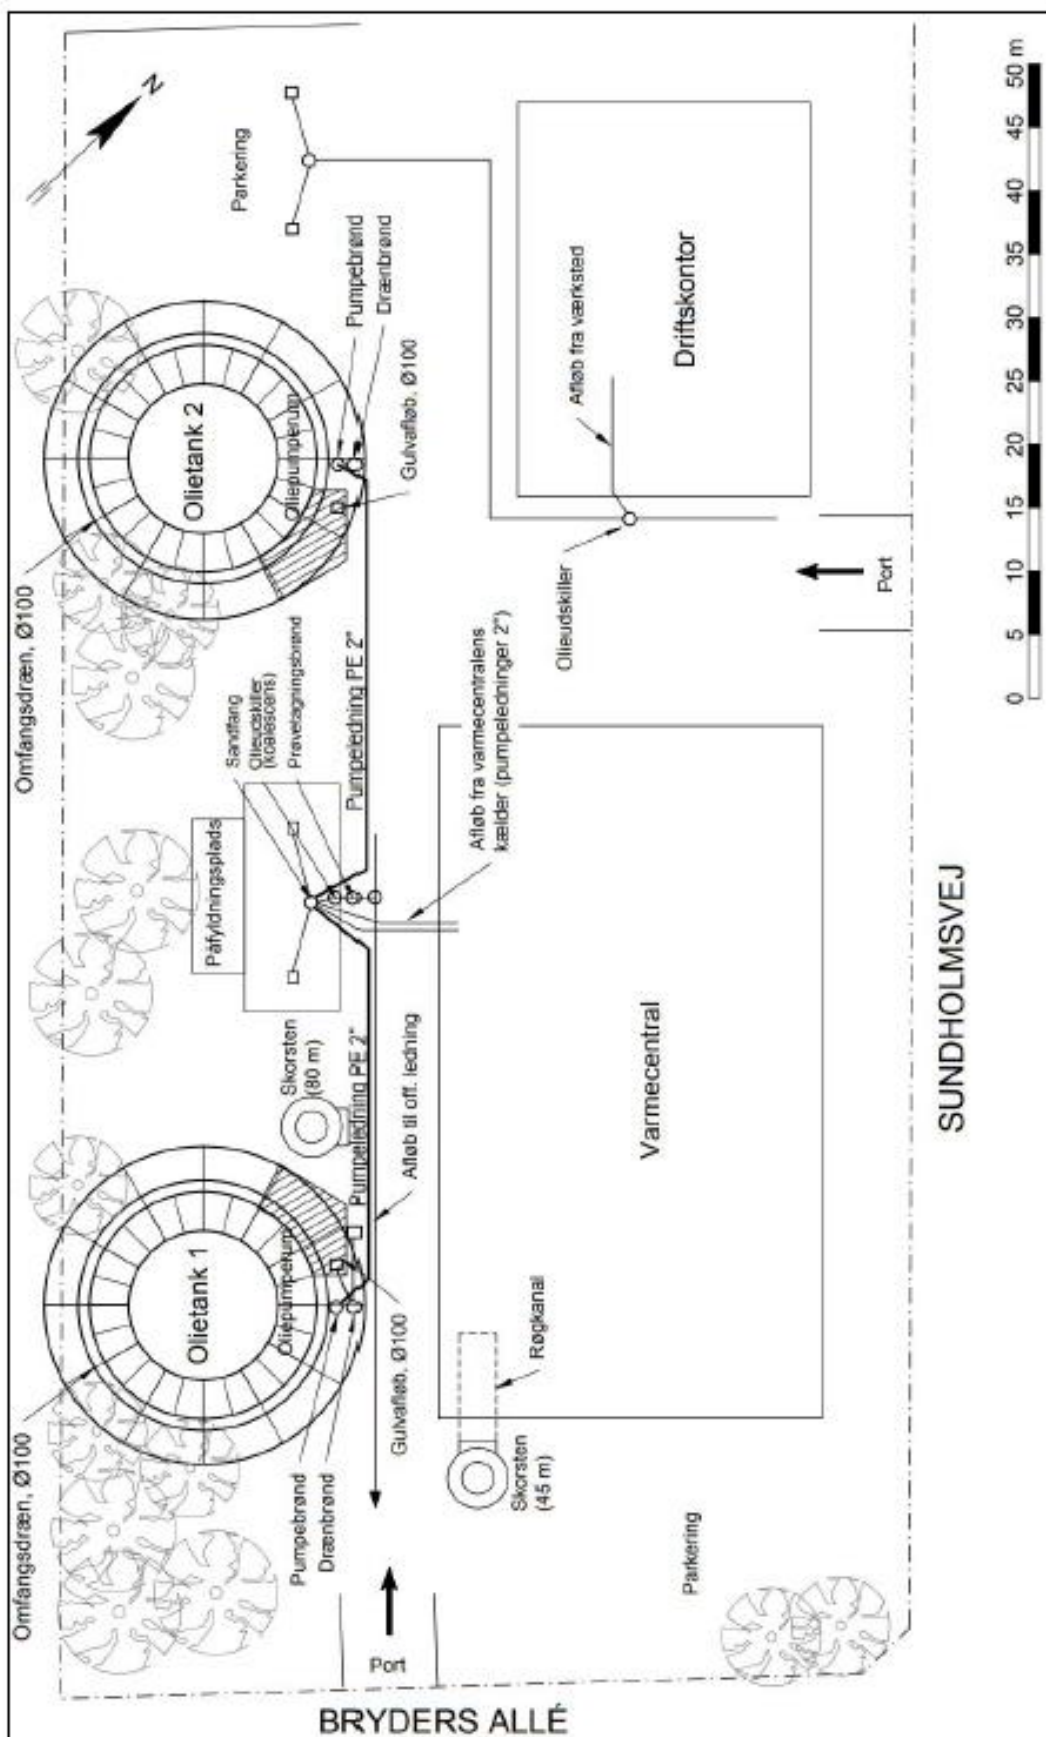 N
Parkering
Omfangsdræn, Ø100
Olietank 2
Oliepumperum
Pumpebrønd
Drænbrønd
Gulvafløb, Ø100
Driftskontor
Afløb fra værksted
Olieudskiller
Port
Påfyldningsplads
Sandfang
Olieudskiller
(koalescens)
Prøvetagningsbrønd
Pumpeledning PE 2"
Afløb fra varmecentralens
kælder (pumpeledninger 2")
Skorsten
(80 m)
Pumpeledning PE 2"
Afløb til off. ledning
Varmecentral
Omfangsdræn, Ø100
Olietank 1
Oliepumperum
Gulvafløb, Ø100
Pumpebrønd
Drænbrønd
Røgkanal
Skorsten
(45 m)
Parkering
Port
BRYDERS ALLÉ
SUNDHOLMSVEJ
0 5 10 15 20 25 30 35 40 45 50 m